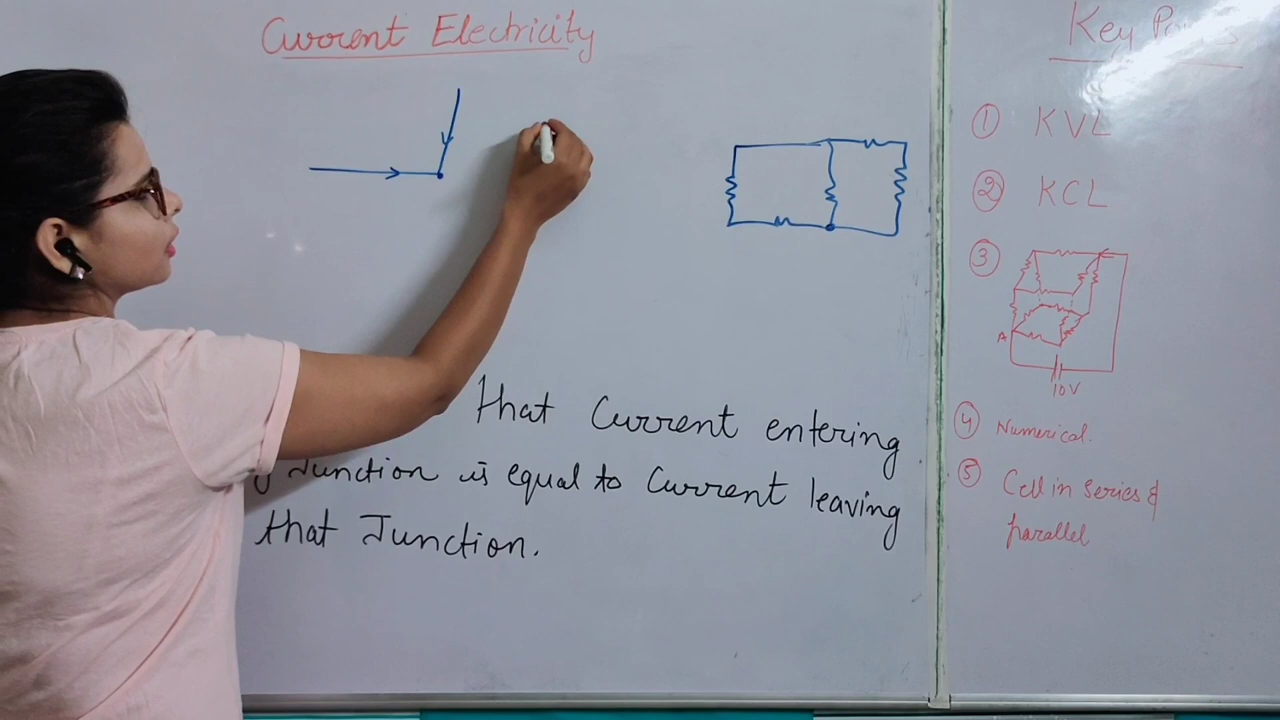 Current Electricity
that Current entering
Junction is equal to Current leaving
that Junction.
Key
① KVL
② KCL
③
A
10V
④ Numerical.
⑤ Cell in series &
parallel